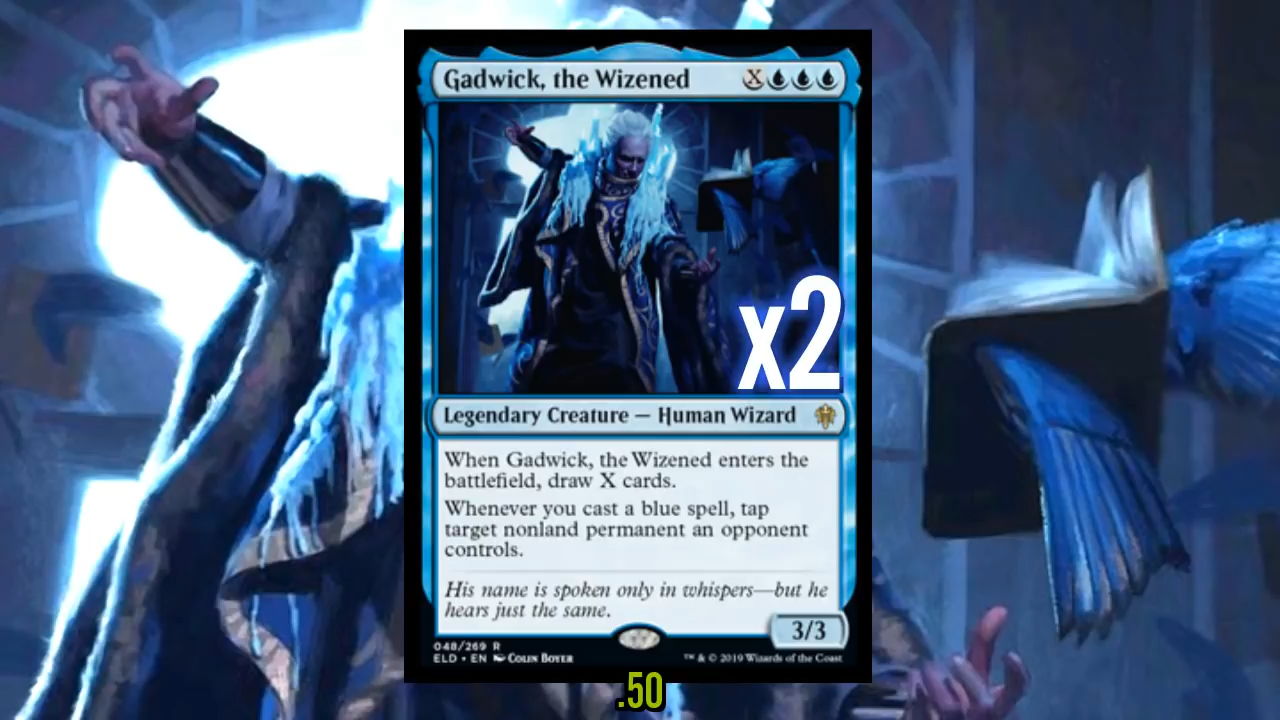 Gadwick, the Wizened X
x2
Legendary Creature — Human Wizard
When Gadwick, the Wizened enters the
battlefield, draw X cards.
Whenever you cast a blue spell, tap
target nonland permanent an opponent
controls.
His name is spoken only in whispers—but he
hears just the same.
3/3
048/269 R
ELD • EN Colin Boyer
™ & © 2019 Wizards of the Coast
.50